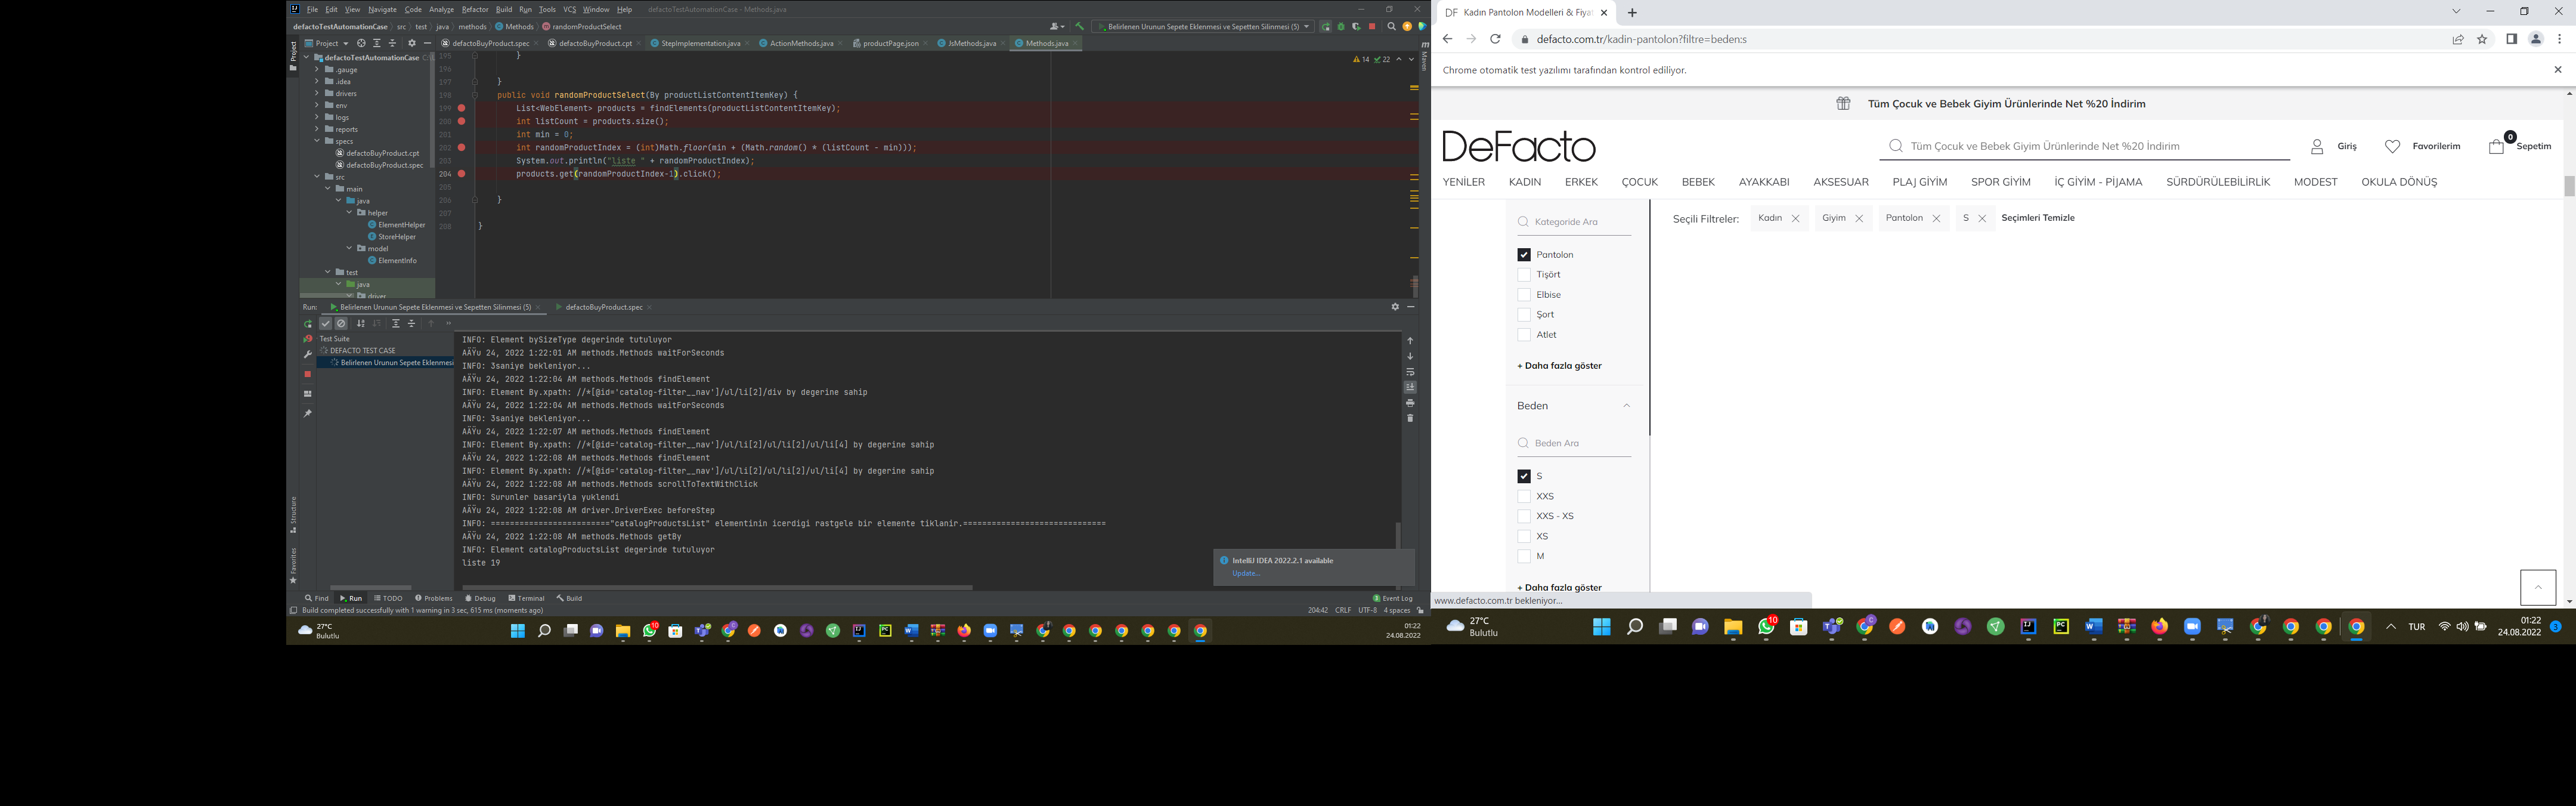 File Edit View Navigate Code Analyze Refactor Build Run Tools VCS Window Help defactoTestAutomationCase - Methods.java
defactoTestAutomationCase src test java methods Methods randomProductSelect
Belirlenen Urunun Sepete Eklenmesi ve Sepetten Silinmesi (5)
Project
defactoBuyProduct.spec defactoBuyProduct.cpt StepImplementation.java ActionMethods.java productPage.json JsMethods.java Methods.java
Project
Maven
defactoTestAutomationCase
.gauge
.idea
drivers
env
logs
reports
specs
defactoBuyProduct.cpt
defactoBuyProduct.spec
src
main
java
helper
ElementHelper
StoreHelper
model
ElementInfo
test
java
driver
14 22
195 }
196
197 }
198 public void randomProductSelect(By productListContentItemKey) {
199 List<WebElement> products = findElements(productListContentItemKey);
200 int listCount = products.size();
201 int min = 0;
202 int randomProductIndex = (int)Math.floor(min + (Math.random() * (listCount - min)));
203 System.out.println("liste " + randomProductIndex);
204 products.get(randomProductIndex-1).click();
205
206 }
207
208 }
Run: Belirlenen Urunun Sepete Eklenmesi ve Sepetten Silinmesi (5) defactoBuyProduct.spec
Test Suite
DEFACTO TEST CASE
Belirlenen Urunun Sepete Eklenmesi
INFO: Element bySizeType degerinde tutuluyor
AÄŸu 24, 2022 1:22:01 AM methods.Methods waitForSeconds
INFO: 3saniye bekleniyor...
AÄŸu 24, 2022 1:22:04 AM methods.Methods findElement
INFO: Element By.xpath: //*[@id='catalog-filter__nav']/ul/li[2]/div by degerine sahip
AÄŸu 24, 2022 1:22:04 AM methods.Methods waitForSeconds
INFO: 3saniye bekleniyor...
AÄŸu 24, 2022 1:22:07 AM methods.Methods findElement
INFO: Element By.xpath: //*[@id='catalog-filter__nav']/ul/li[2]/ul/li[2]/ul/li[4] by degerine sahip
AÄŸu 24, 2022 1:22:08 AM methods.Methods findElement
INFO: Element By.xpath: //*[@id='catalog-filter__nav']/ul/li[2]/ul/li[2]/ul/li[4] by degerine sahip
AÄŸu 24, 2022 1:22:08 AM methods.Methods scrollToTextWithClick
INFO: Surunler basariyla yuklendi
AÄŸu 24, 2022 1:22:08 AM driver.DriverExec beforeStep
INFO: ========================="catalogProductsList" elementinin icerdigi rastgele bir elemente tiklanir.==============================
AÄŸu 24, 2022 1:22:08 AM methods.Methods getBy
INFO: Element catalogProductsList degerinde tutuluyor
liste 19
Structure
Favorites
IntelliJ IDEA 2022.2.1 available
Update...
Find Run TODO Problems Debug Terminal Build
3 Event Log
Build completed successfully with 1 warning in 3 sec, 615 ms (moments ago)
204:42 CRLF UTF-8 4 spaces
27°C
Bulutlu
10
01:22
24.08.2022
DF Kadın Pantolon Modelleri & Fiya
defacto.com.tr/kadin-pantolon?filtre=beden:s
Chrome otomatik test yazılımı tarafından kontrol ediliyor.
Tüm Çocuk ve Bebek Giyim Ürünlerinde Net %20 İndirim
DeFacto
Tüm Çocuk ve Bebek Giyim Ürünlerinde Net %20 İndirim
Giriş Favorilerim 0 Sepetim
YENİLER KADIN ERKEK ÇOCUK BEBEK AYAKKABI AKSESUAR PLAJ GİYİM SPOR GİYİM İÇ GİYİM - PİJAMA SÜRDÜRÜLEBİLİRLİK MODEST OKULA DÖNÜŞ
Seçili Filtreler: Kadın Giyim Pantolon S Seçimleri Temizle
Kategoride Ara
Pantolon
Tişört
Elbise
Şort
Atlet
+ Daha fazla göster
Beden
Beden Ara
S
XXS
XXS - XS
XS
M
+ Daha fazla göster
www.defacto.com.tr bekleniyor...
27°C
Bulutlu
10
TUR
01:22
24.08.2022
3